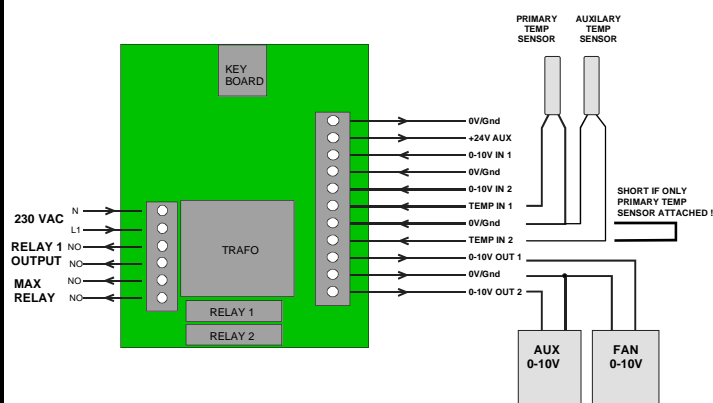 PRIMARY
TEMP
SENSOR
AUXILARY
TEMP
SENSOR
KEY
BOARD
0V/Gnd
+24V AUX
0-10V IN 1
0V/Gnd
0-10V IN 2
TEMP IN 1
0V/Gnd
TEMP IN 2
0-10V OUT 1
0V/Gnd
0-10V OUT 2
SHORT IF ONLY
PRIMARY TEMP
SENSOR ATTACHED !
230 VAC
N
L1
RELAY 1
OUTPUT
NO
NO
MAX
RELAY
NO
NO
TRAFO
RELAY 1
RELAY 2
AUX
0-10V
FAN
0-10V